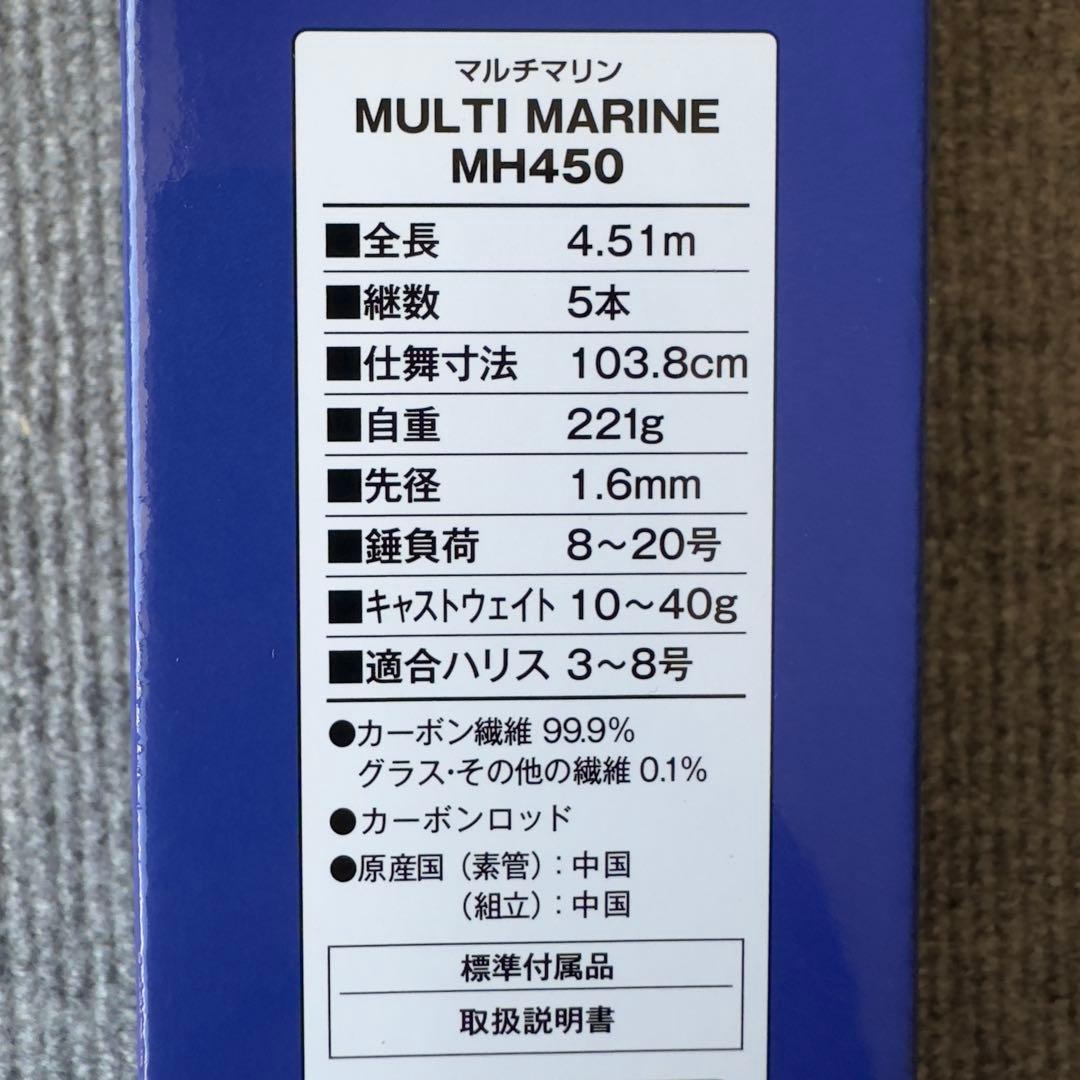 マルチマリン
MULTI MARINE
MH450
■全長 4.51m
■継数 5本
■仕舞寸法 103.8cm
■自重 221g
■先径 1.6mm
■錘負荷 8～20号
■キャストウェイト 10～40g
■適合ハリス 3～8号
●カーボン繊維 99.9%
グラス・その他の繊維 0.1%
●カーボンロッド
●原産国（素管）：中国
（組立）：中国
標準付属品
取扱説明書